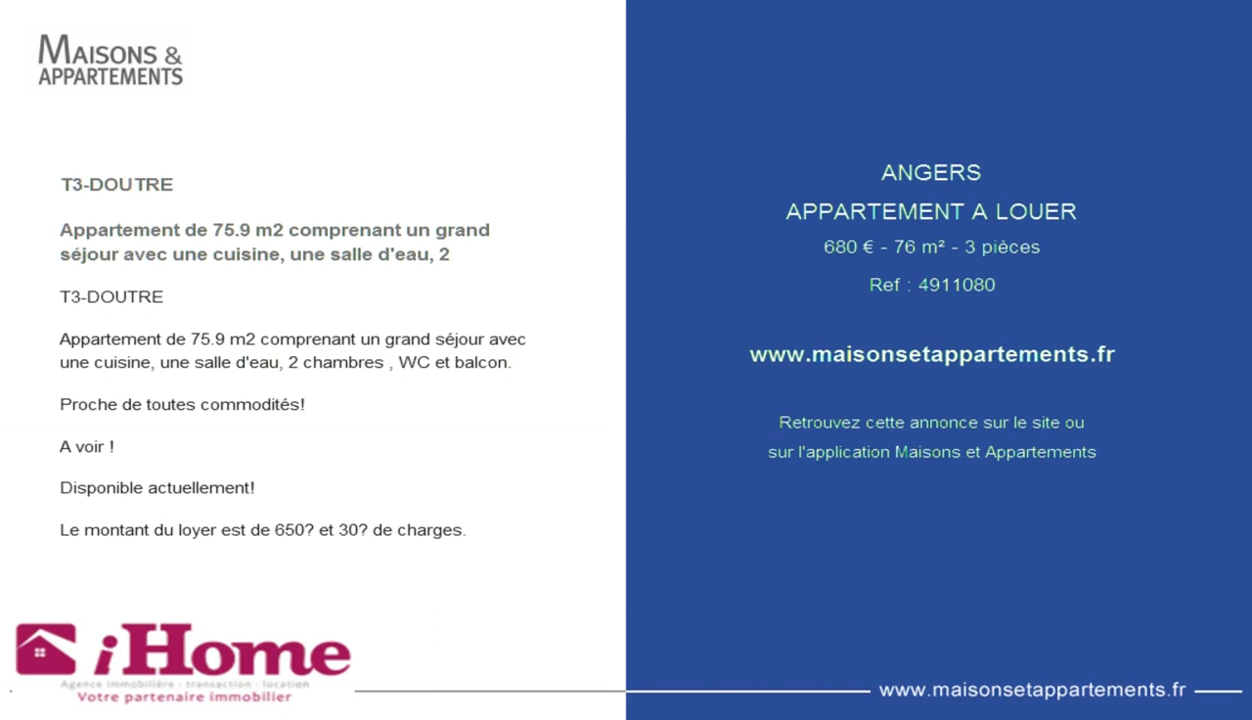 MAISONS &
APPARTEMENTS
T3-DOUTRE
Appartement de 75.9 m2 comprenant un grand
séjour avec une cuisine, une salle d'eau, 2
T3-DOUTRE
Appartement de 75.9 m2 comprenant un grand séjour avec
une cuisine, une salle d'eau, 2 chambres , WC et balcon.
Proche de toutes commodités!
A voir !
Disponible actuellement!
Le montant du loyer est de 650? et 30? de charges.
iHome
Agence immobilière - transaction - location
Votre partenaire immobilier
ANGERS
APPARTEMENT A LOUER
680 € - 76 m² - 3 pièces
Ref : 4911080
www.maisonsetappartements.fr
Retrouvez cette annonce sur le site ou
sur l'application Maisons et Appartements
www.maisonsetappartements.fr